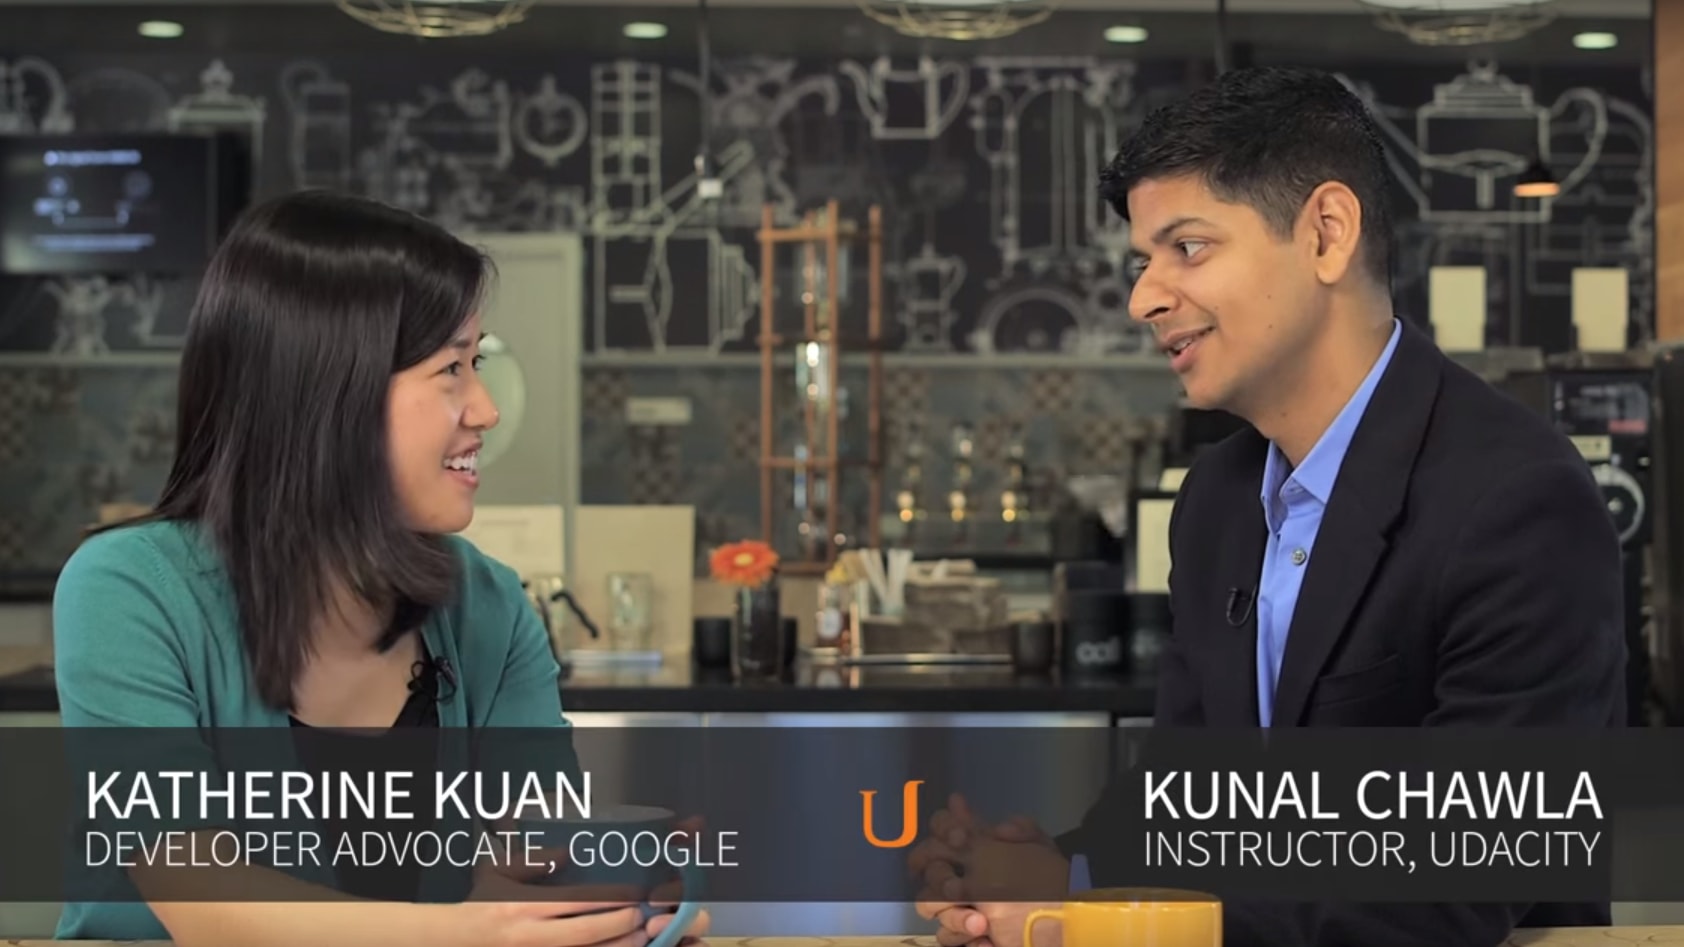 KATHERINE KUAN
DEVELOPER ADVOCATE, GOOGLE
U
KUNAL CHAWLA
INSTRUCTOR, UDACITY